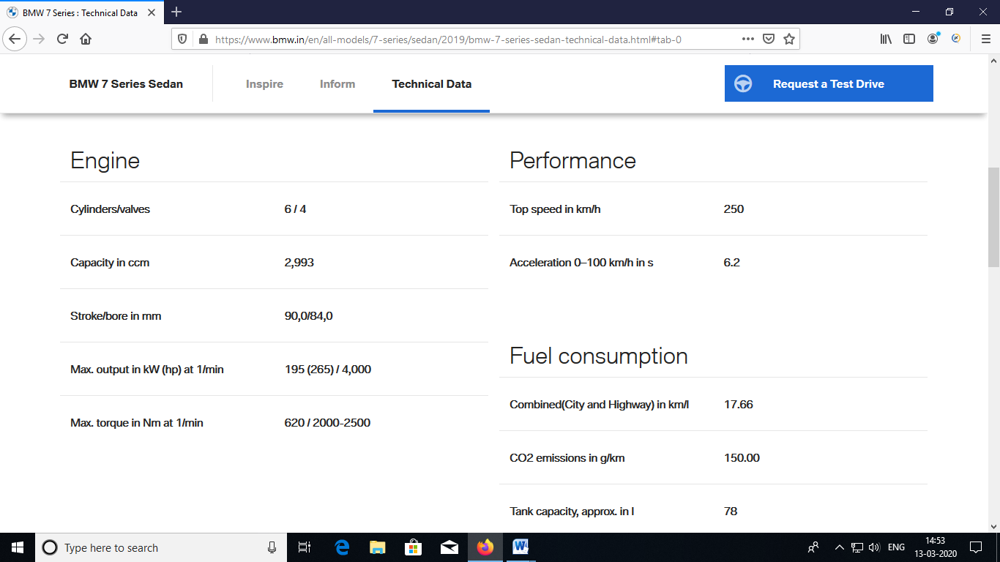 BMW 7 Series : Technical Data
https://www.bmw.in/en/all-models/7-series/sedan/2019/bmw-7-series-sedan-technical-data.html#tab-0
BMW 7 Series Sedan
Inspire
Inform
Technical Data
Request a Test Drive
Engine
Cylinders/valves 6 / 4
Capacity in ccm 2,993
Stroke/bore in mm 90,0/84,0
Max. output in kW (hp) at 1/min 195 (265) / 4,000
Max. torque in Nm at 1/min 620 / 2000-2500
Performance
Top speed in km/h 250
Acceleration 0–100 km/h in s 6.2
Fuel consumption
Combined(City and Highway) in km/l 17.66
CO2 emissions in g/km 150.00
Tank capacity, approx. in l 78
Type here to search
W
ENG
14:53
13-03-2020